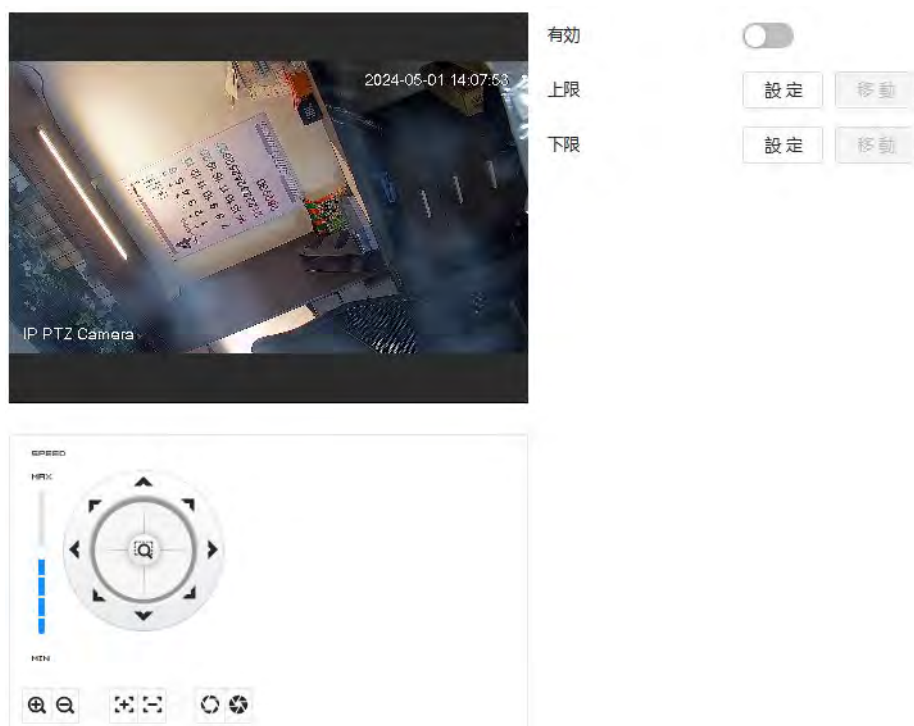 2024-05-01 14:07:53
IP PTZ Camera
有効
上限 設定 移動
下限 設定 移動
SPEED
MAX
MIN